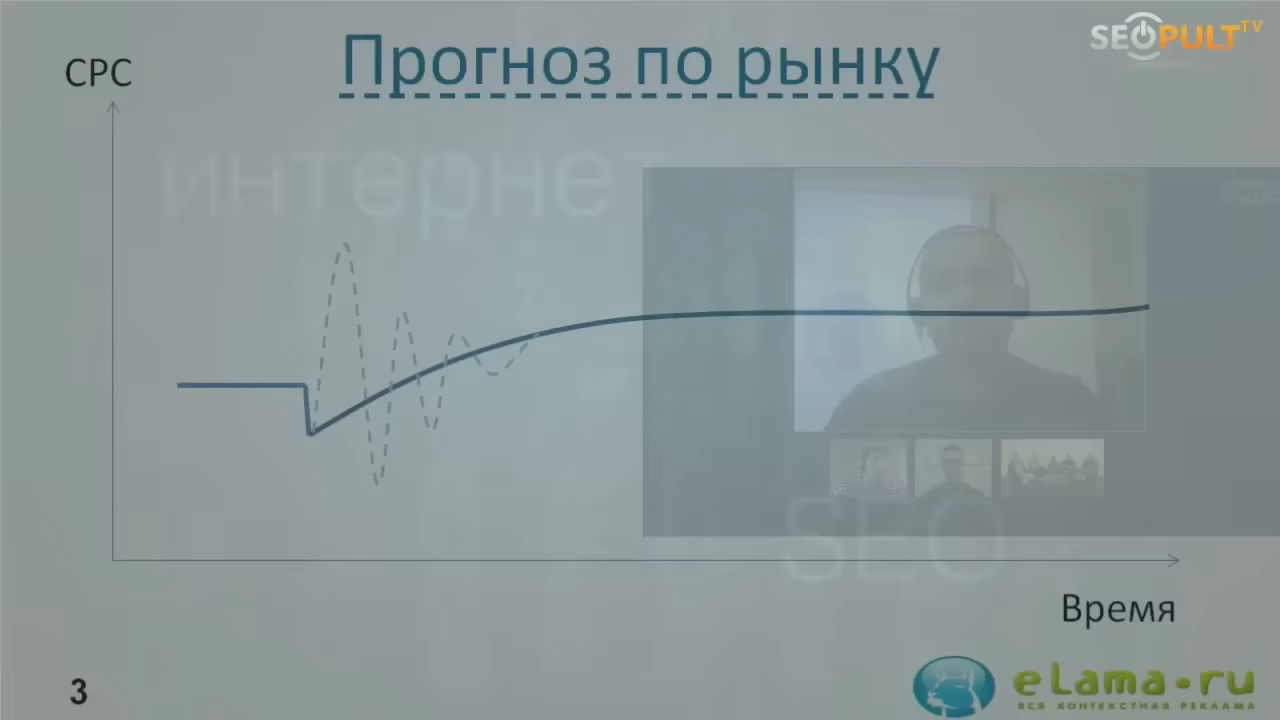 SEOPULT TV
Прогноз по рынку
CPC
интернет
SEO
Время
eLama.ru
ВСЯ КОНТЕКСТНАЯ РЕКЛАМА
3